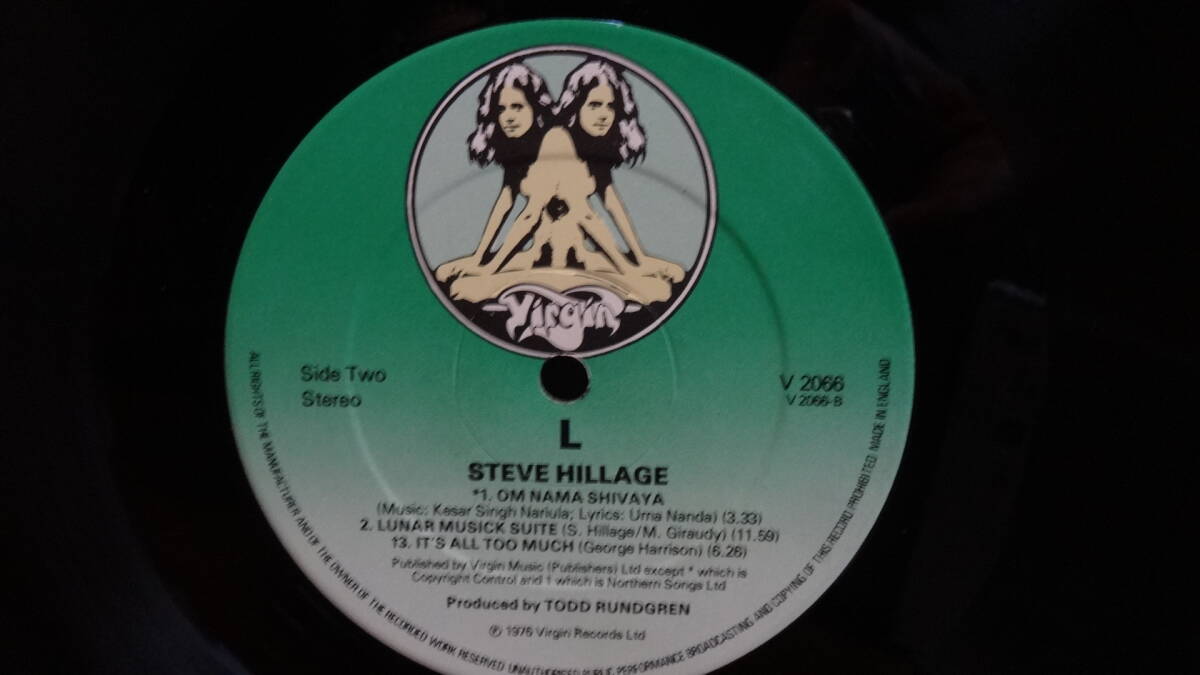 Virgin
Side Two
Stereo
V 2066
V 2066-B
L
STEVE HILLAGE
*1. OM NAMA SHIVAYA
(Music: Kesar Singh Nariula; Lyrics: Uma Nanda) (3.33)
2. LUNAR MUSICK SUITE (S. Hillage/M. Giraudy) (11.59)
†3. IT'S ALL TOO MUCH (George Harrison) (6.26)
Published by Virgin Music (Publishers) Ltd except * which is
Copyright Control and † which is Northern Songs Ltd
Produced by TODD RUNDGREN
℗ 1976 Virgin Records Ltd
ALL RIGHTS OF THE MANUFACTURER AND OF THE OWNER OF THE RECORDED WORK RESERVED. UNAUTHORISED PUBLIC PERFORMANCE BROADCASTING AND COPYING OF THIS RECORD PROHIBITED. MADE IN ENGLAND